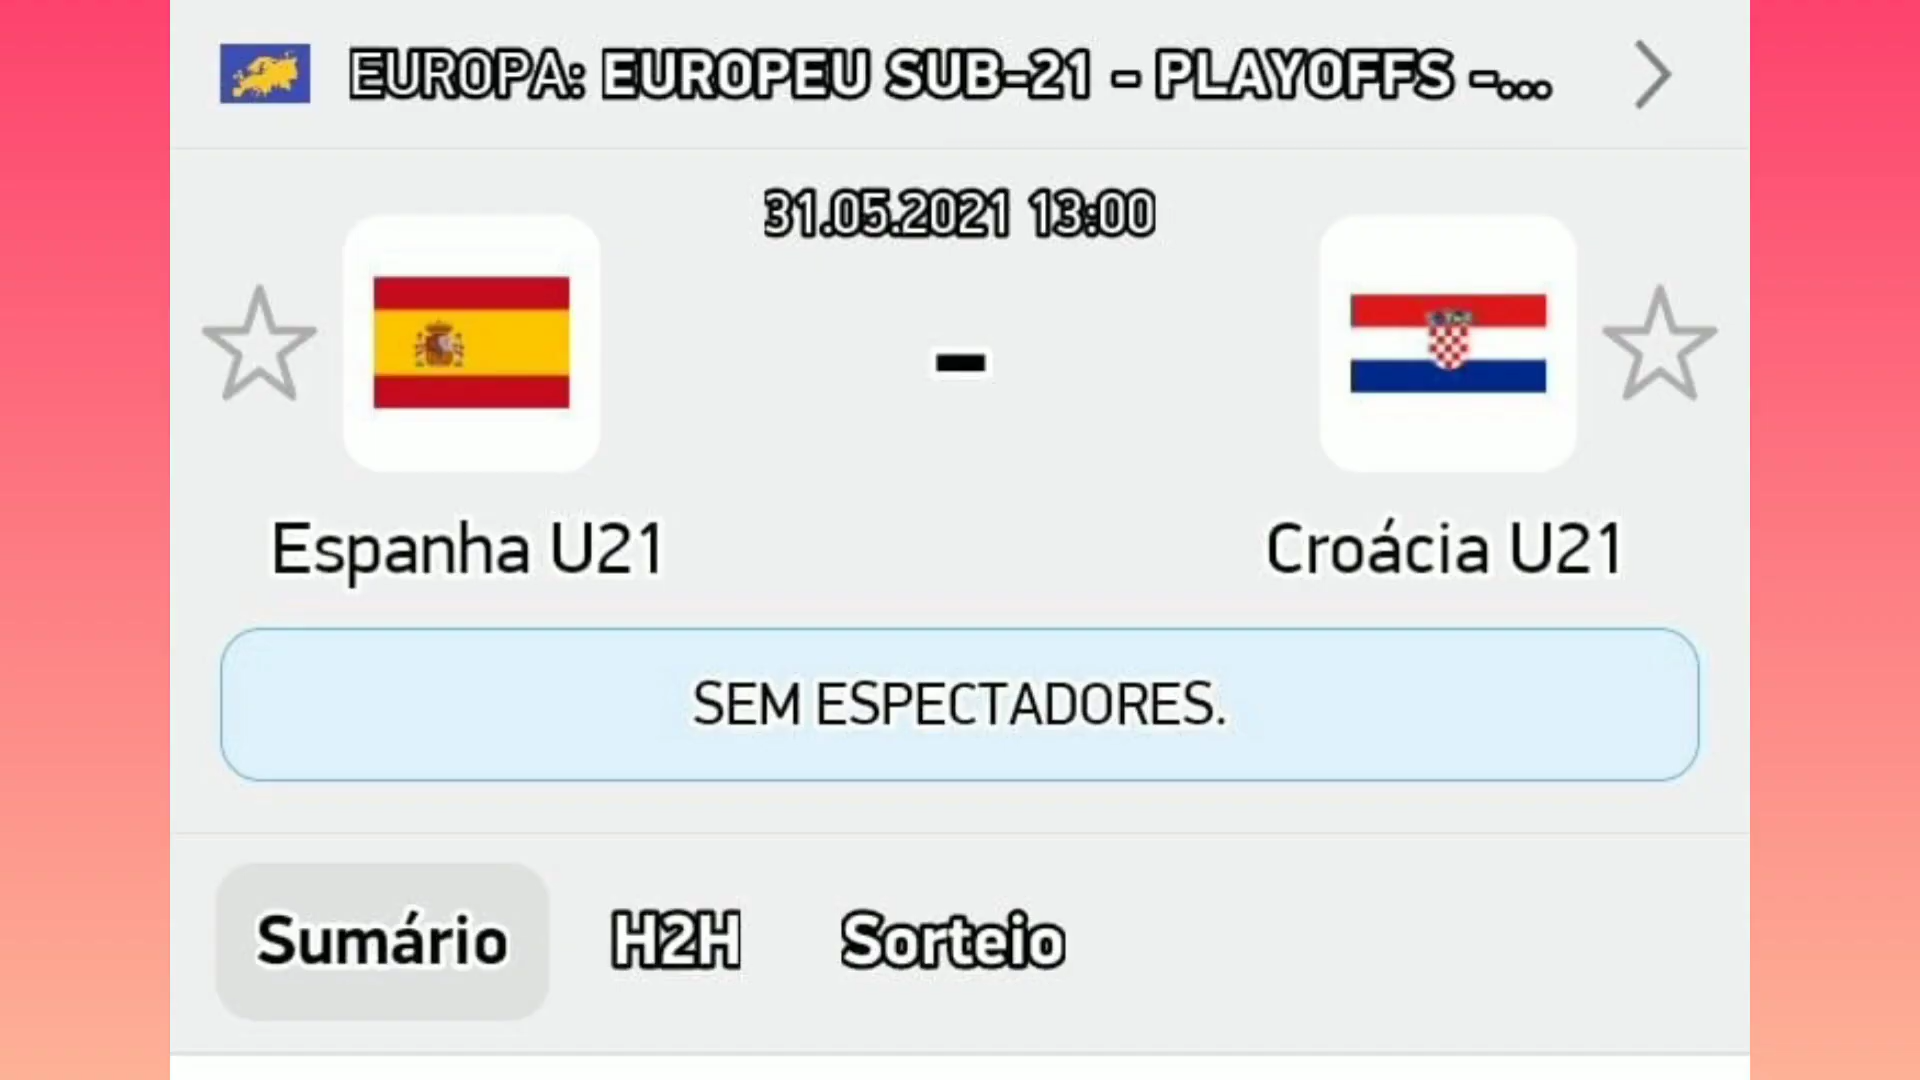 EUROPA: EUROPEU SUB-21 - PLAYOFFS -...
31.05.2021 13:00
-
Espanha U21
Croácia U21
SEM ESPECTADORES.
Sumário H2H Sorteio